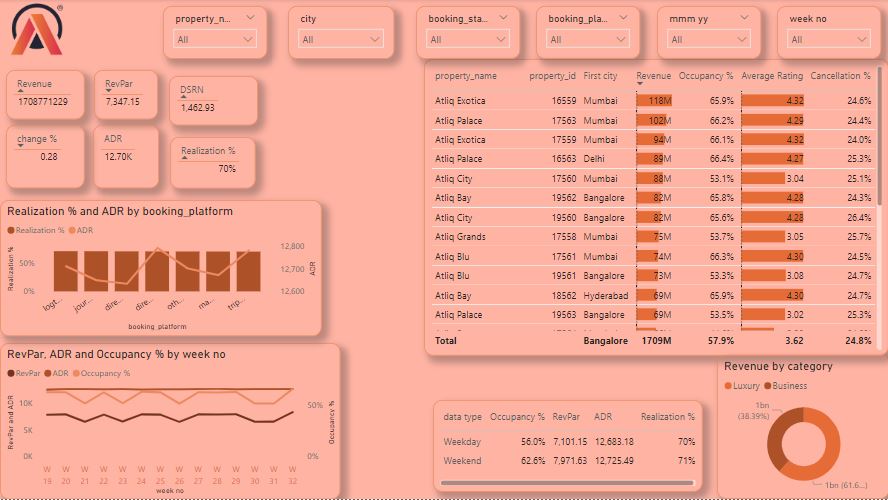 ®
property_n...
All
city
All
booking_sta...
All
booking_pla...
All
mmm yy
All
week no
All
Revenue
1708771229
RevPar
7,347.15
DSRN
1,462.93
change %
0.28
ADR
12.70K
Realization %
70%
property_name property_id First city Revenue Occupancy % Average Rating Cancellation %
Atliq Exotica 16559 Mumbai 118M 65.9% 4.32 24.6%
Atliq Palace 17563 Mumbai 102M 66.2% 4.29 24.4%
Atliq Exotica 17559 Mumbai 94M 66.1% 4.32 24.0%
Atliq Palace 16563 Delhi 89M 66.4% 4.27 25.3%
Atliq City 17560 Mumbai 88M 53.1% 3.04 25.1%
Atliq Bay 19562 Bangalore 82M 65.8% 4.28 24.3%
Atliq City 19560 Bangalore 82M 65.6% 4.28 26.4%
Atliq Grands 17558 Mumbai 75M 53.7% 3.05 25.7%
Atliq Blu 17561 Mumbai 74M 66.3% 4.30 24.5%
Atliq Blu 19561 Bangalore 73M 53.3% 3.08 24.7%
Atliq Bay 18562 Hyderabad 69M 65.9% 4.30 24.7%
Atliq Palace 19563 Bangalore 69M 53.5% 3.02 25.3%
Total Bangalore 1709M 57.9% 3.62 24.8%
Realization % and ADR by booking_platform
Realization % ADR
Realization %
50%
0%
12,800
12,700
12,600
ADR
logt... jour... dire... dire... oth... ma... trip...
booking_platform
RevPar, ADR and Occupancy % by week no
RevPar ADR Occupancy %
RevPar and ADR
10K
5K
0K
50%
0%
Occupancy %
W W W W W W W W W W W W W W
19 20 21 22 23 24 25 26 27 28 29 30 31 32
week no
data type Occupancy % RevPar ADR Realization %
Weekday 56.0% 7,101.15 12,683.18 70%
Weekend 62.6% 7,971.63 12,725.49 71%
Revenue by category
Luxury Business
1bn
(38.39%)
1bn (61.6...)